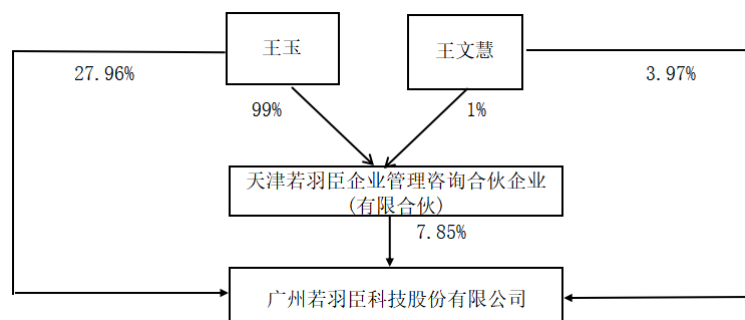 王玉
王文慧
27.96%
3.97%
99%
1%
天津若羽臣企业管理咨询合伙企业
(有限合伙)
7.85%
广州若羽臣科技股份有限公司